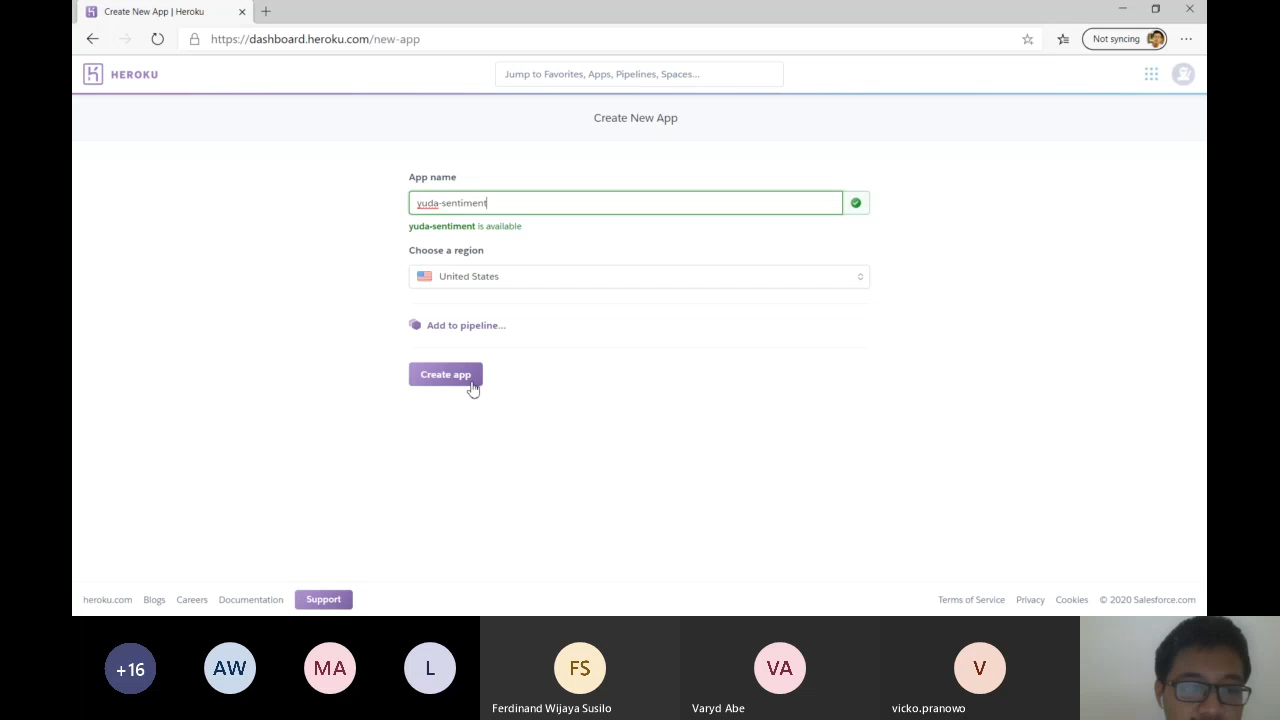 Create New App | Heroku
https://dashboard.heroku.com/new-app
Not syncing
HEROKU
Jump to Favorites, Apps, Pipelines, Spaces...
Create New App
App name
yuda-sentiment
yuda-sentiment is available
Choose a region
United States
Add to pipeline...
Create app
heroku.com Blogs Careers Documentation Support Terms of Service Privacy Cookies © 2020 Salesforce.com
+16 AW MA L FS VA V
Ferdinand Wijaya Susilo Varyd Abe vicko.pranowo